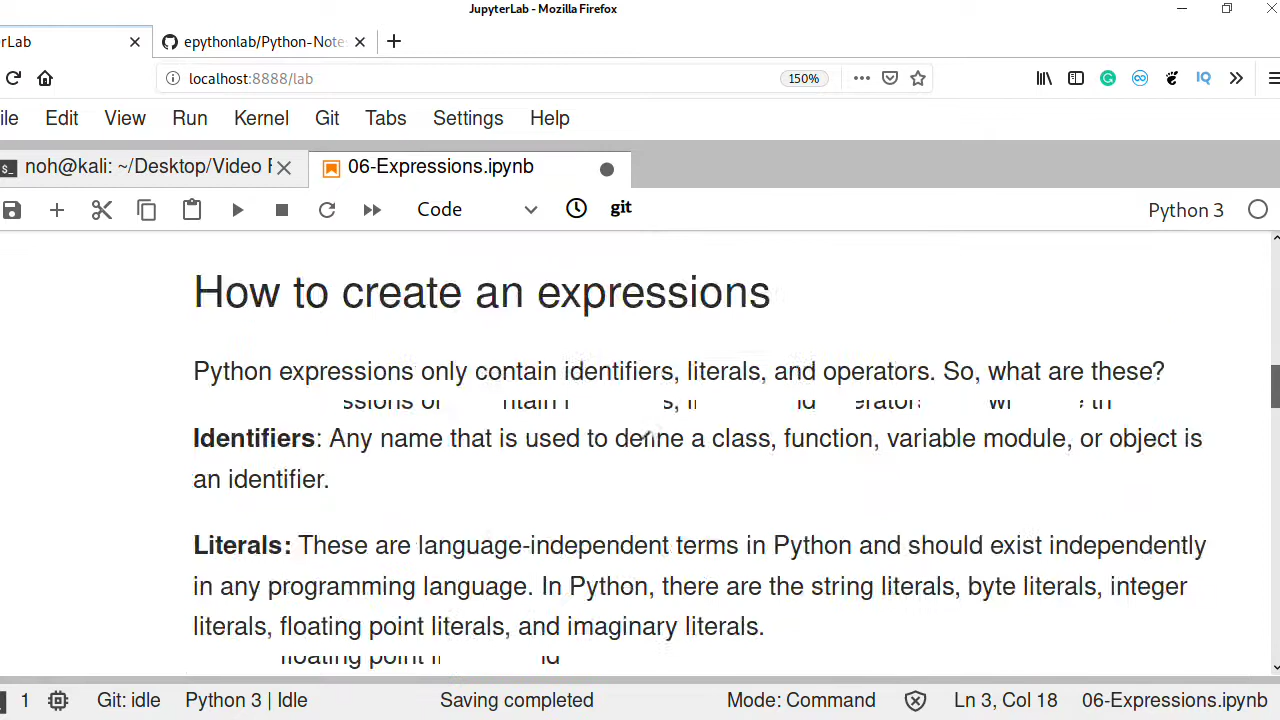 JupyterLab - Mozilla Firefox
rLab
epythonlab/Python-Note
localhost:8888/lab
150%
IQ
ile Edit View Run Kernel Git Tabs Settings Help
noh@kali: ~/Desktop/Video F
06-Expressions.ipynb
Code
git
Python 3
How to create an expressions
Python expressions only contain identifiers, literals, and operators. So, what are these?
Identifiers: Any name that is used to define a class, function, variable module, or object is
an identifier.
Literals: These are language-independent terms in Python and should exist independently
in any programming language. In Python, there are the string literals, byte literals, integer
literals, floating point literals, and imaginary literals.
1 Git: idle Python 3 | Idle Saving completed Mode: Command Ln 3, Col 18 06-Expressions.ipynb